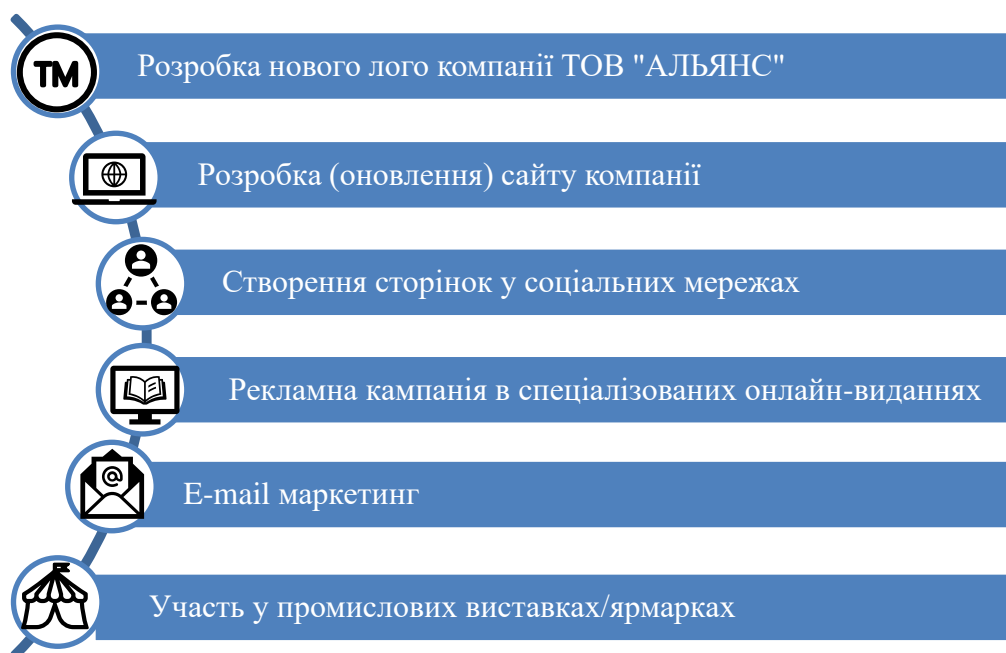 TM
Розробка нового лого компанії ТОВ "АЛЬЯНС"
Розробка (оновлення) сайту компанії
Створення сторінок у соціальних мережах
Рекламна кампанія в спеціалізованих онлайн-виданнях
@
E-mail маркетинг
Участь у промислових виставках/ярмарках